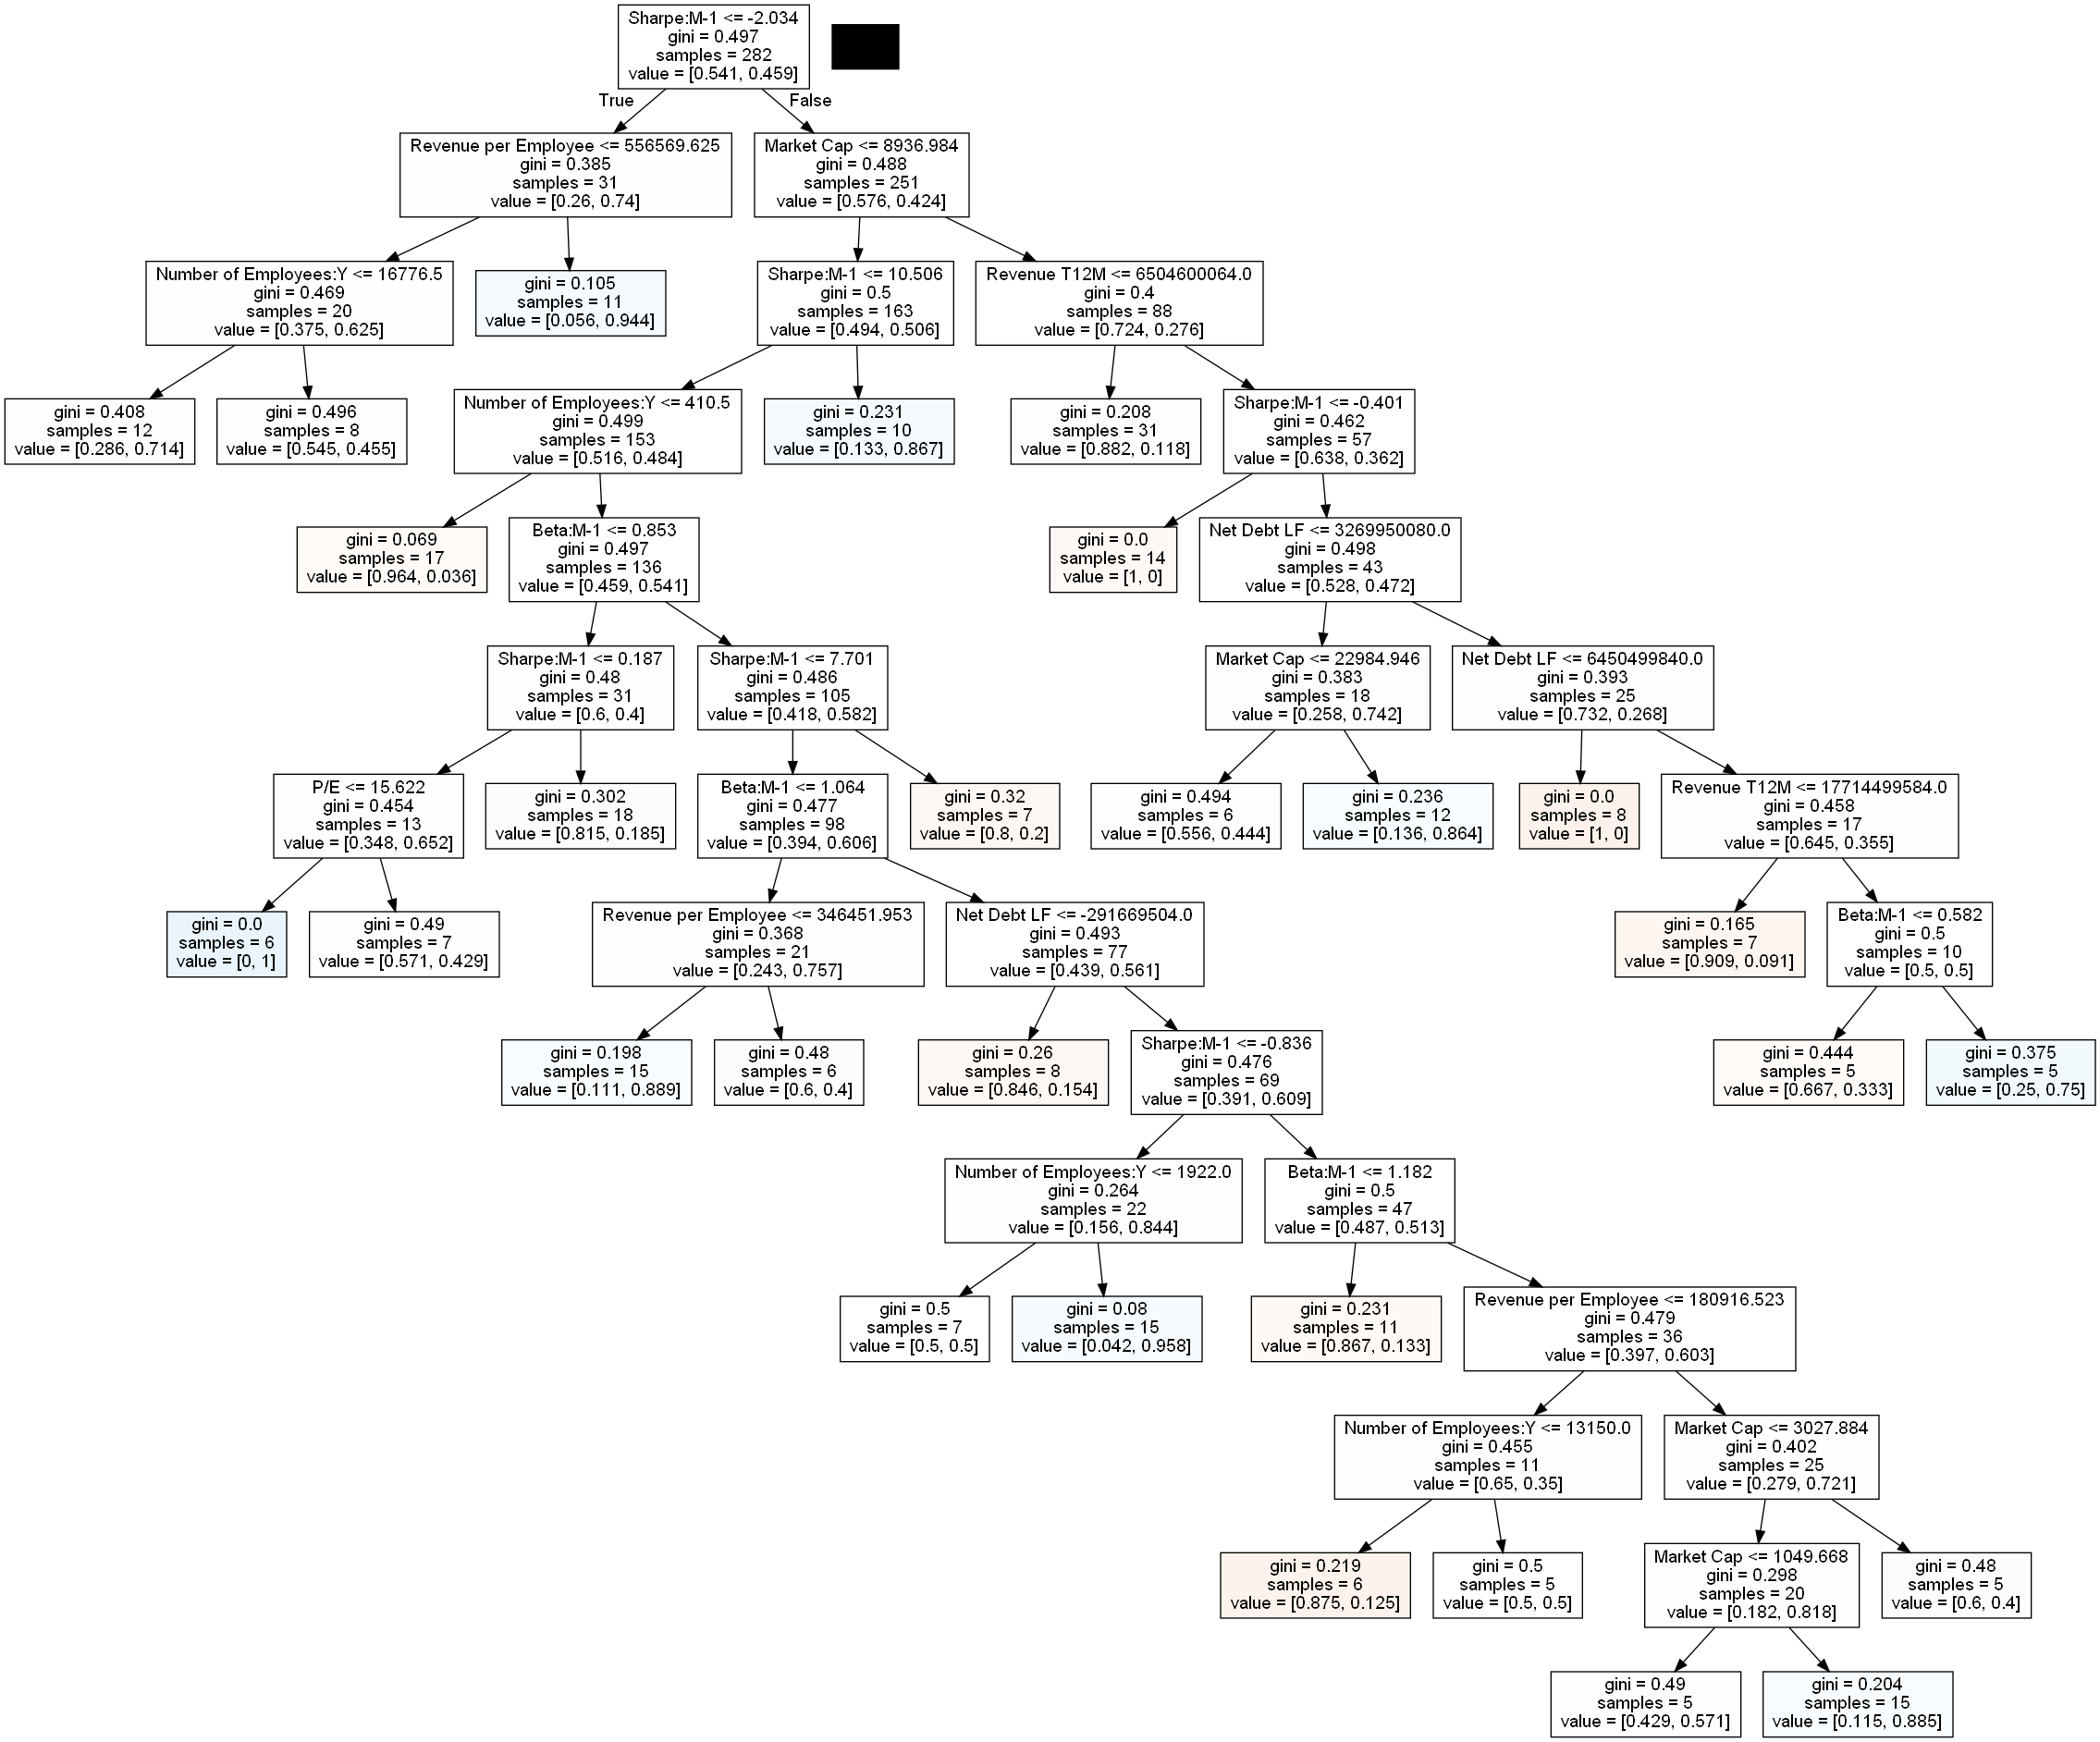 Sharpe:M-1 <= -2.034
gini = 0.497
samples = 282
value = [0.541, 0.459]
True
False
Revenue per Employee <= 556569.625
gini = 0.385
samples = 31
value = [0.26, 0.74]
Market Cap <= 8936.984
gini = 0.488
samples = 251
value = [0.576, 0.424]
Number of Employees:Y <= 16776.5
gini = 0.469
samples = 20
value = [0.375, 0.625]
gini = 0.105
samples = 11
value = [0.056, 0.944]
Sharpe:M-1 <= 10.506
gini = 0.5
samples = 163
value = [0.494, 0.506]
Revenue T12M <= 6504600064.0
gini = 0.4
samples = 88
value = [0.724, 0.276]
gini = 0.408
samples = 12
value = [0.286, 0.714]
gini = 0.496
samples = 8
value = [0.545, 0.455]
Number of Employees:Y <= 410.5
gini = 0.499
samples = 153
value = [0.516, 0.484]
gini = 0.231
samples = 10
value = [0.133, 0.867]
gini = 0.208
samples = 31
value = [0.882, 0.118]
Sharpe:M-1 <= -0.401
gini = 0.462
samples = 57
value = [0.638, 0.362]
gini = 0.069
samples = 17
value = [0.964, 0.036]
Beta:M-1 <= 0.853
gini = 0.497
samples = 136
value = [0.459, 0.541]
gini = 0.0
samples = 14
value = [1, 0]
Net Debt LF <= 3269950080.0
gini = 0.498
samples = 43
value = [0.528, 0.472]
Sharpe:M-1 <= 0.187
gini = 0.48
samples = 31
value = [0.6, 0.4]
Sharpe:M-1 <= 7.701
gini = 0.486
samples = 105
value = [0.418, 0.582]
Market Cap <= 22984.946
gini = 0.383
samples = 18
value = [0.258, 0.742]
Net Debt LF <= 6450499840.0
gini = 0.393
samples = 25
value = [0.732, 0.268]
P/E <= 15.622
gini = 0.454
samples = 13
value = [0.348, 0.652]
gini = 0.302
samples = 18
value = [0.815, 0.185]
Beta:M-1 <= 1.064
gini = 0.477
samples = 98
value = [0.394, 0.606]
gini = 0.32
samples = 7
value = [0.8, 0.2]
gini = 0.494
samples = 6
value = [0.556, 0.444]
gini = 0.236
samples = 12
value = [0.136, 0.864]
gini = 0.0
samples = 8
value = [1, 0]
Revenue T12M <= 17714499584.0
gini = 0.458
samples = 17
value = [0.645, 0.355]
gini = 0.0
samples = 6
value = [0, 1]
gini = 0.49
samples = 7
value = [0.571, 0.429]
Revenue per Employee <= 346451.953
gini = 0.368
samples = 21
value = [0.243, 0.757]
Net Debt LF <= -291669504.0
gini = 0.493
samples = 77
value = [0.439, 0.561]
gini = 0.165
samples = 7
value = [0.909, 0.091]
Beta:M-1 <= 0.582
gini = 0.5
samples = 10
value = [0.5, 0.5]
gini = 0.198
samples = 15
value = [0.111, 0.889]
gini = 0.48
samples = 6
value = [0.6, 0.4]
gini = 0.26
samples = 8
value = [0.846, 0.154]
Sharpe:M-1 <= -0.836
gini = 0.476
samples = 69
value = [0.391, 0.609]
gini = 0.444
samples = 5
value = [0.667, 0.333]
gini = 0.375
samples = 5
value = [0.25, 0.75]
Number of Employees:Y <= 1922.0
gini = 0.264
samples = 22
value = [0.156, 0.844]
Beta:M-1 <= 1.182
gini = 0.5
samples = 47
value = [0.487, 0.513]
gini = 0.5
samples = 7
value = [0.5, 0.5]
gini = 0.08
samples = 15
value = [0.042, 0.958]
gini = 0.231
samples = 11
value = [0.867, 0.133]
Revenue per Employee <= 180916.523
gini = 0.479
samples = 36
value = [0.397, 0.603]
Number of Employees:Y <= 13150.0
gini = 0.455
samples = 11
value = [0.65, 0.35]
Market Cap <= 3027.884
gini = 0.402
samples = 25
value = [0.279, 0.721]
gini = 0.219
samples = 6
value = [0.875, 0.125]
gini = 0.5
samples = 5
value = [0.5, 0.5]
Market Cap <= 1049.668
gini = 0.298
samples = 20
value = [0.182, 0.818]
gini = 0.48
samples = 5
value = [0.6, 0.4]
gini = 0.49
samples = 5
value = [0.429, 0.571]
gini = 0.204
samples = 15
value = [0.115, 0.885]